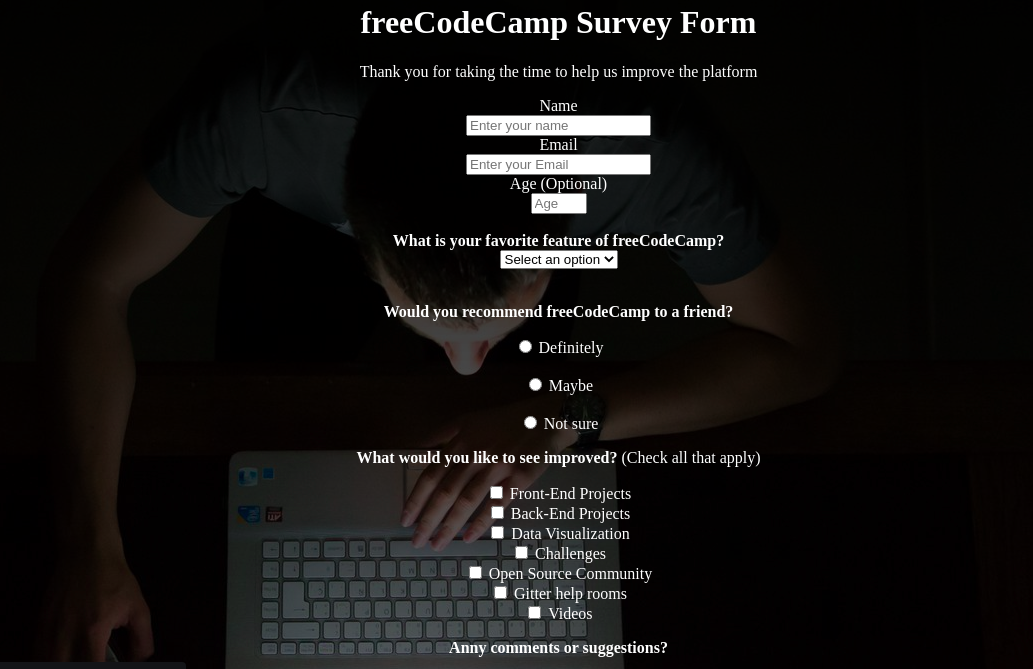 freeCodeCamp Survey Form
Thank you for taking the time to help us improve the platform
Name
Enter your name
Email
Enter your Email
Age (Optional)
Age
What is your favorite feature of freeCodeCamp?
Select an option
Would you recommend freeCodeCamp to a friend?
Definitely
Maybe
Not sure
What would you like to see improved? (Check all that apply)
Front-End Projects
Back-End Projects
Data Visualization
Challenges
Open Source Community
Gitter help rooms
Videos
Anny comments or suggestions?